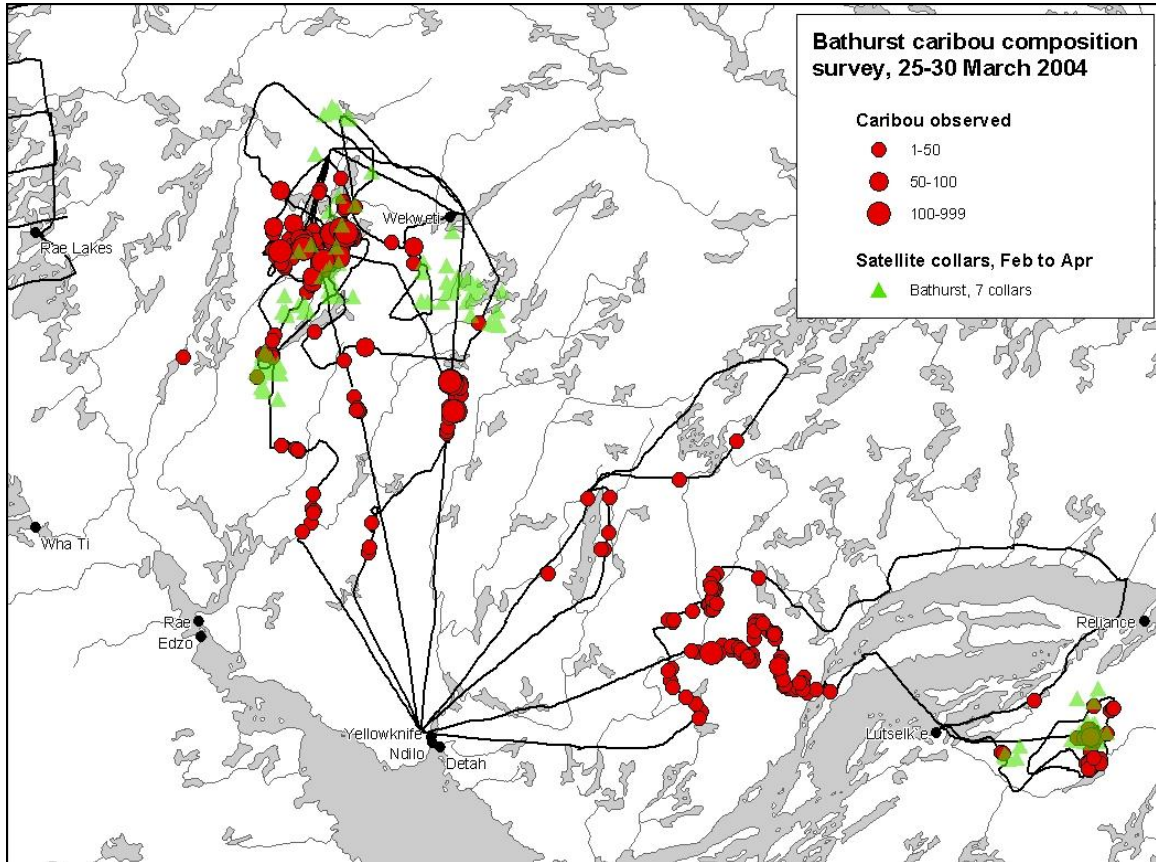 Bathurst caribou composition
survey, 25-30 March 2004
Caribou observed
1-50
50-100
100-999
Satellite collars, Feb to Apr
Bathurst, 7 collars
Wekweti
Rae Lakes
Wha Ti
Rae
Edzo
Reliance
Yellowknife
Lutselk'e
Ndilo
Detah